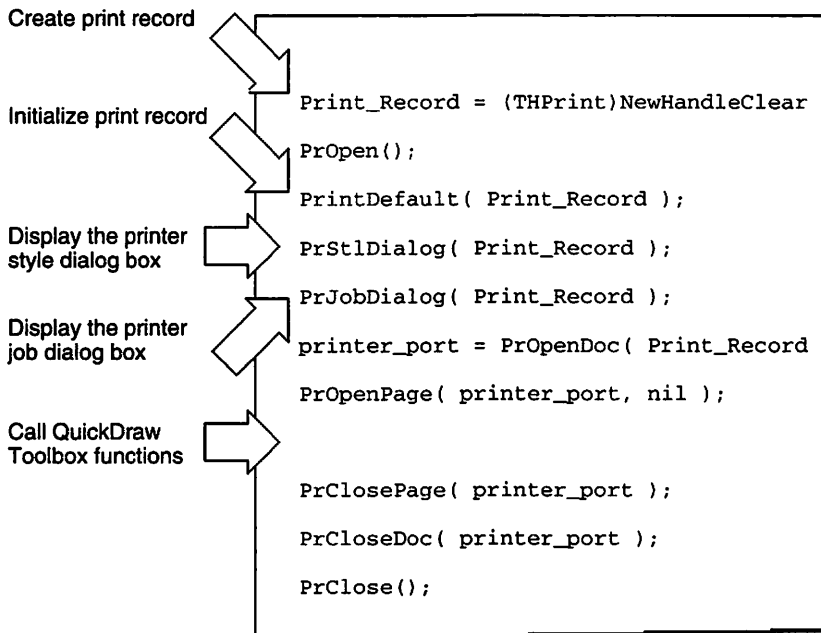 Create print record
Print_Record = (THPrint)NewHandleClear
Initialize print record
PrOpen();
PrintDefault( Print_Record );
Display the printer
style dialog box
PrStlDialog( Print_Record );
PrJobDialog( Print_Record );
Display the printer
job dialog box
printer_port = PrOpenDoc( Print_Record
PrOpenPage( printer_port, nil );
Call QuickDraw
Toolbox functions
PrClosePage( printer_port );
PrCloseDoc( printer_port );
PrClose();